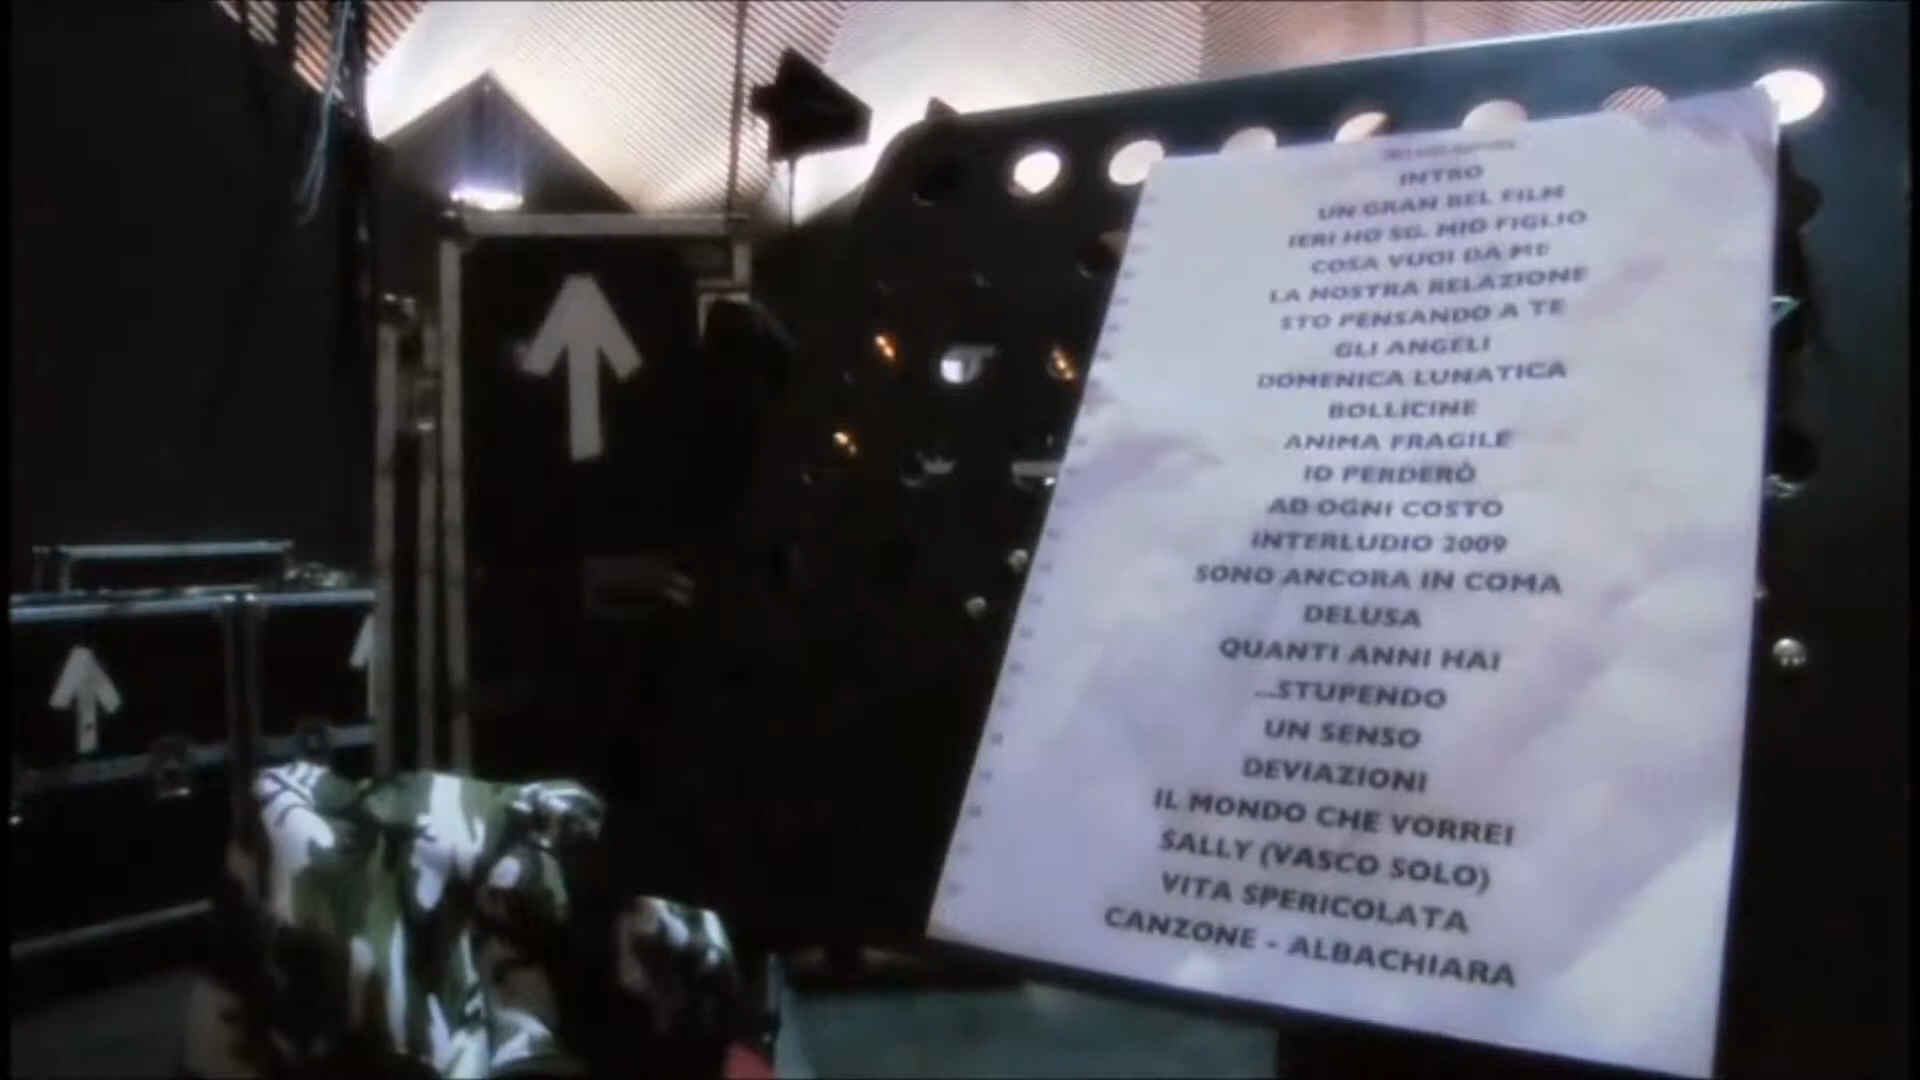 INTRO
UN GRAN BEL FILM
IERI HO SG. MIO FIGLIO
COSA VUOI DA ME
LA NOSTRA RELAZIONE
STO PENSANDO A TE
GLI ANGELI
DOMENICA LUNATICA
BOLLICINE
ANIMA FRAGILE
IO PERDERÒ
AD OGNI COSTO
INTERLUDIO 2009
SONO ANCORA IN COMA
DELUSA
QUANTI ANNI HAI
...STUPENDO
UN SENSO
DEVIAZIONI
IL MONDO CHE VORREI
SALLY (VASCO SOLO)
VITA SPERICOLATA
CANZONE - ALBACHIARA